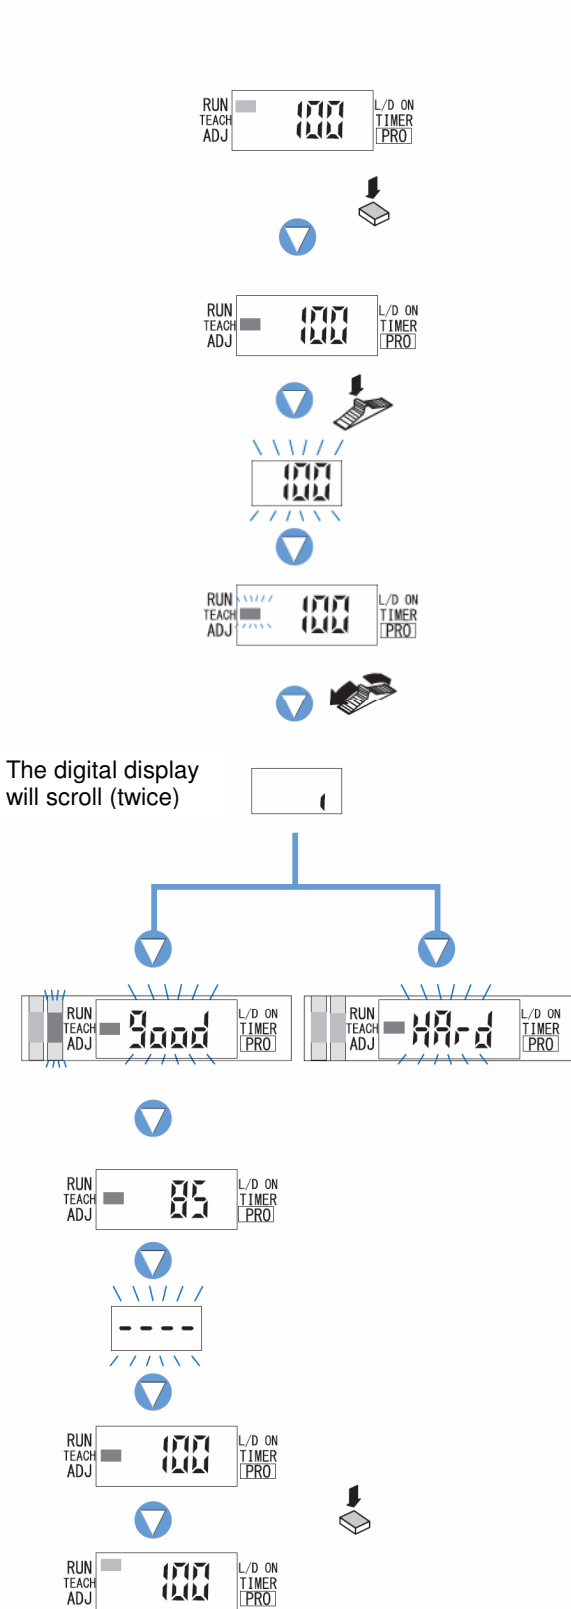 RUN 100 L/D ON
TEACH TIMER
ADJ PRO
RUN 100 L/D ON
TEACH TIMER
ADJ PRO
100
RUN 100 L/D ON
TEACH TIMER
ADJ PRO
The digital display
will scroll (twice)
RUN good L/D ON
TEACH TIMER
ADJ PRO
RUN HArd L/D ON
TEACH TIMER
ADJ PRO
RUN 85 L/D ON
TEACH TIMER
ADJ PRO
----
RUN 100 L/D ON
TEACH TIMER
ADJ PRO
RUN 100 L/D ON
TEACH TIMER
ADJ PRO